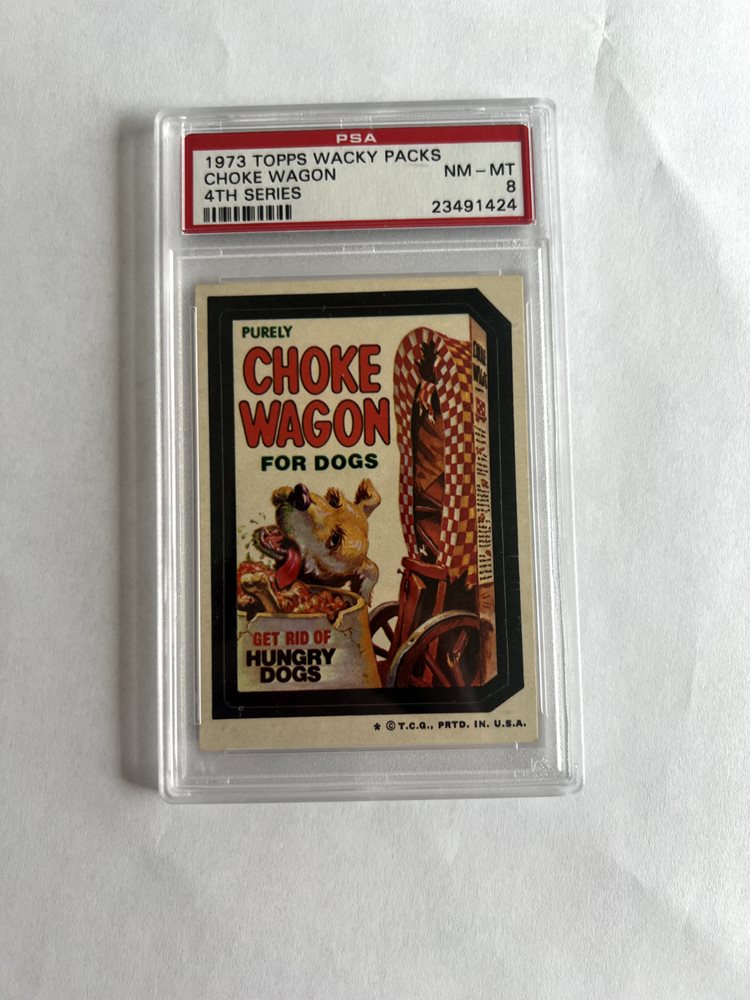 PSA
1973 TOPPS WACKY PACKS
CHOKE WAGON NM-MT
4TH SERIES 8
23491424
PURELY
CHOKE
WAGON
FOR DOGS
GET RID OF
HUNGRY
DOGS
* © T.C.G., PRTD. IN. U.S.A.